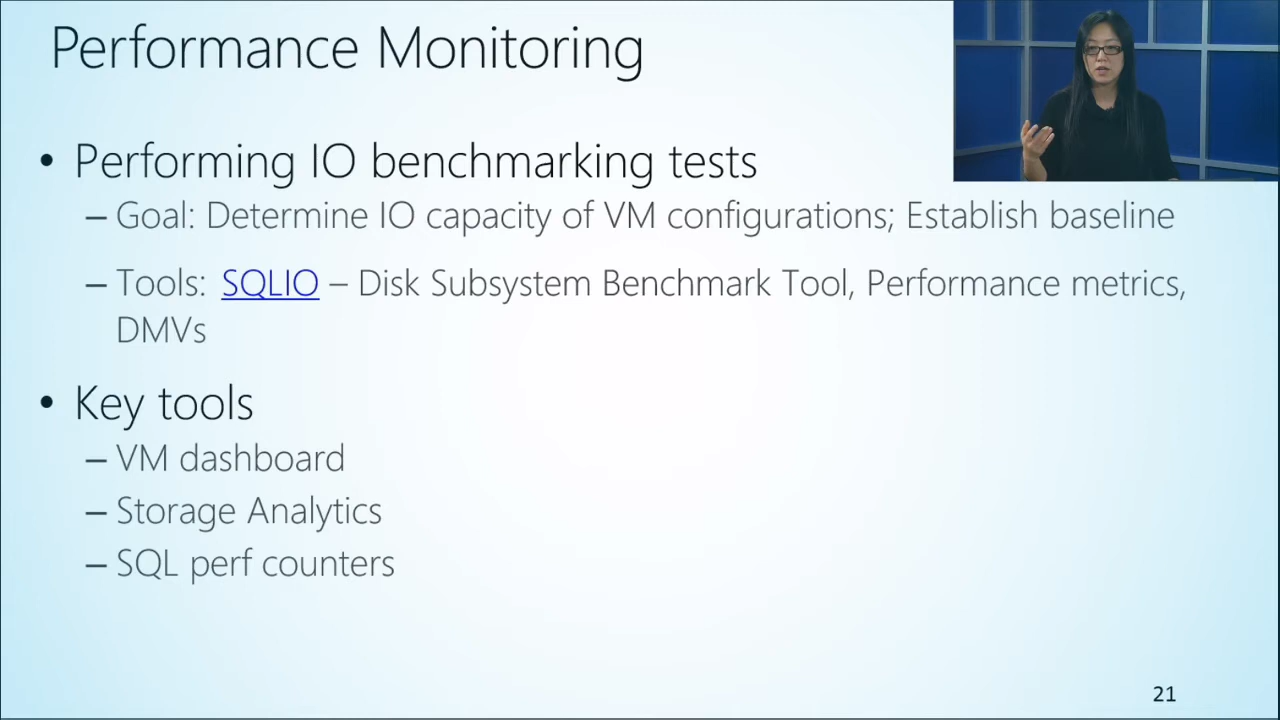 Performance Monitoring
• Performing IO benchmarking tests
– Goal: Determine IO capacity of VM configurations; Establish baseline
– Tools: SQLIO – Disk Subsystem Benchmark Tool, Performance metrics,
DMVs
• Key tools
– VM dashboard
– Storage Analytics
– SQL perf counters
21